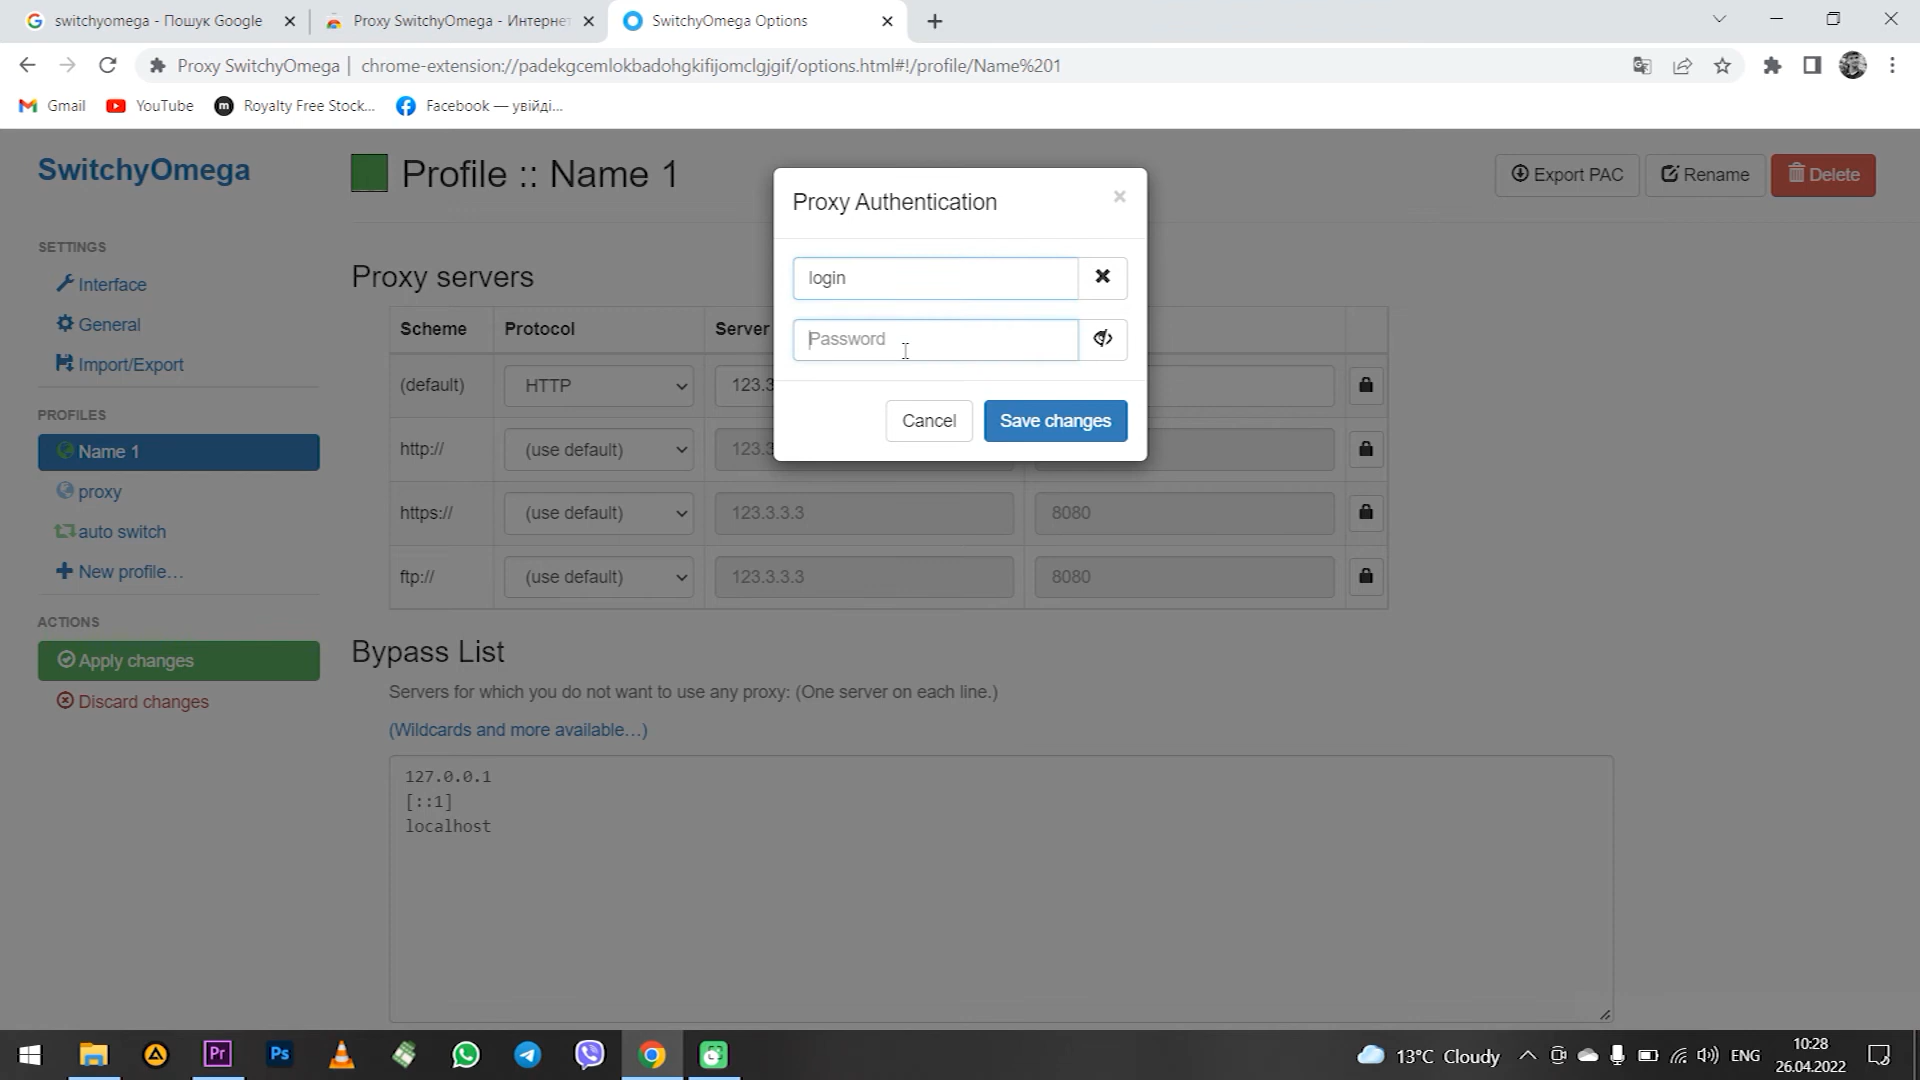 switchyomega - Пошук Google
Proxy SwitchyOmega - Интернет
SwitchyOmega Options
Proxy SwitchyOmega | chrome-extension://padekgcemlokbadohgkifijomclgjgif/options.html#!/profile/Name%201
Gmail
YouTube
Royalty Free Stock...
Facebook — увійді...
SwitchyOmega
Profile :: Name 1
Export PAC
Rename
Delete
Proxy Authentication
SETTINGS
Interface
General
Import/Export
PROFILES
Name 1
proxy
auto switch
New profile…
ACTIONS
Apply changes
Discard changes
login
Password
Cancel
Save changes
Proxy servers
Scheme Protocol Server
(default) HTTP 123.3
http:// (use default) 123.3
https:// (use default) 123.3.3.3 8080
ftp:// (use default) 123.3.3.3 8080
Bypass List
Servers for which you do not want to use any proxy: (One server on each line.)
(Wildcards and more available…)
127.0.0.1
[::1]
localhost
Pr
Ps
13°C Cloudy
ENG
10:28
26.04.2022